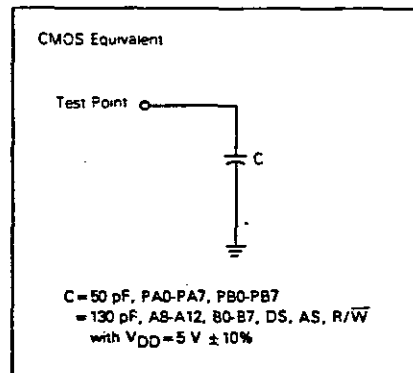 CMOS Equivalent
Test Point
C
C = 50 pF, PA0-PA7, PB0-PB7
= 130 pF, A8-A12, B0-B7, DS, AS, R/W̅
with VDD = 5 V ± 10%